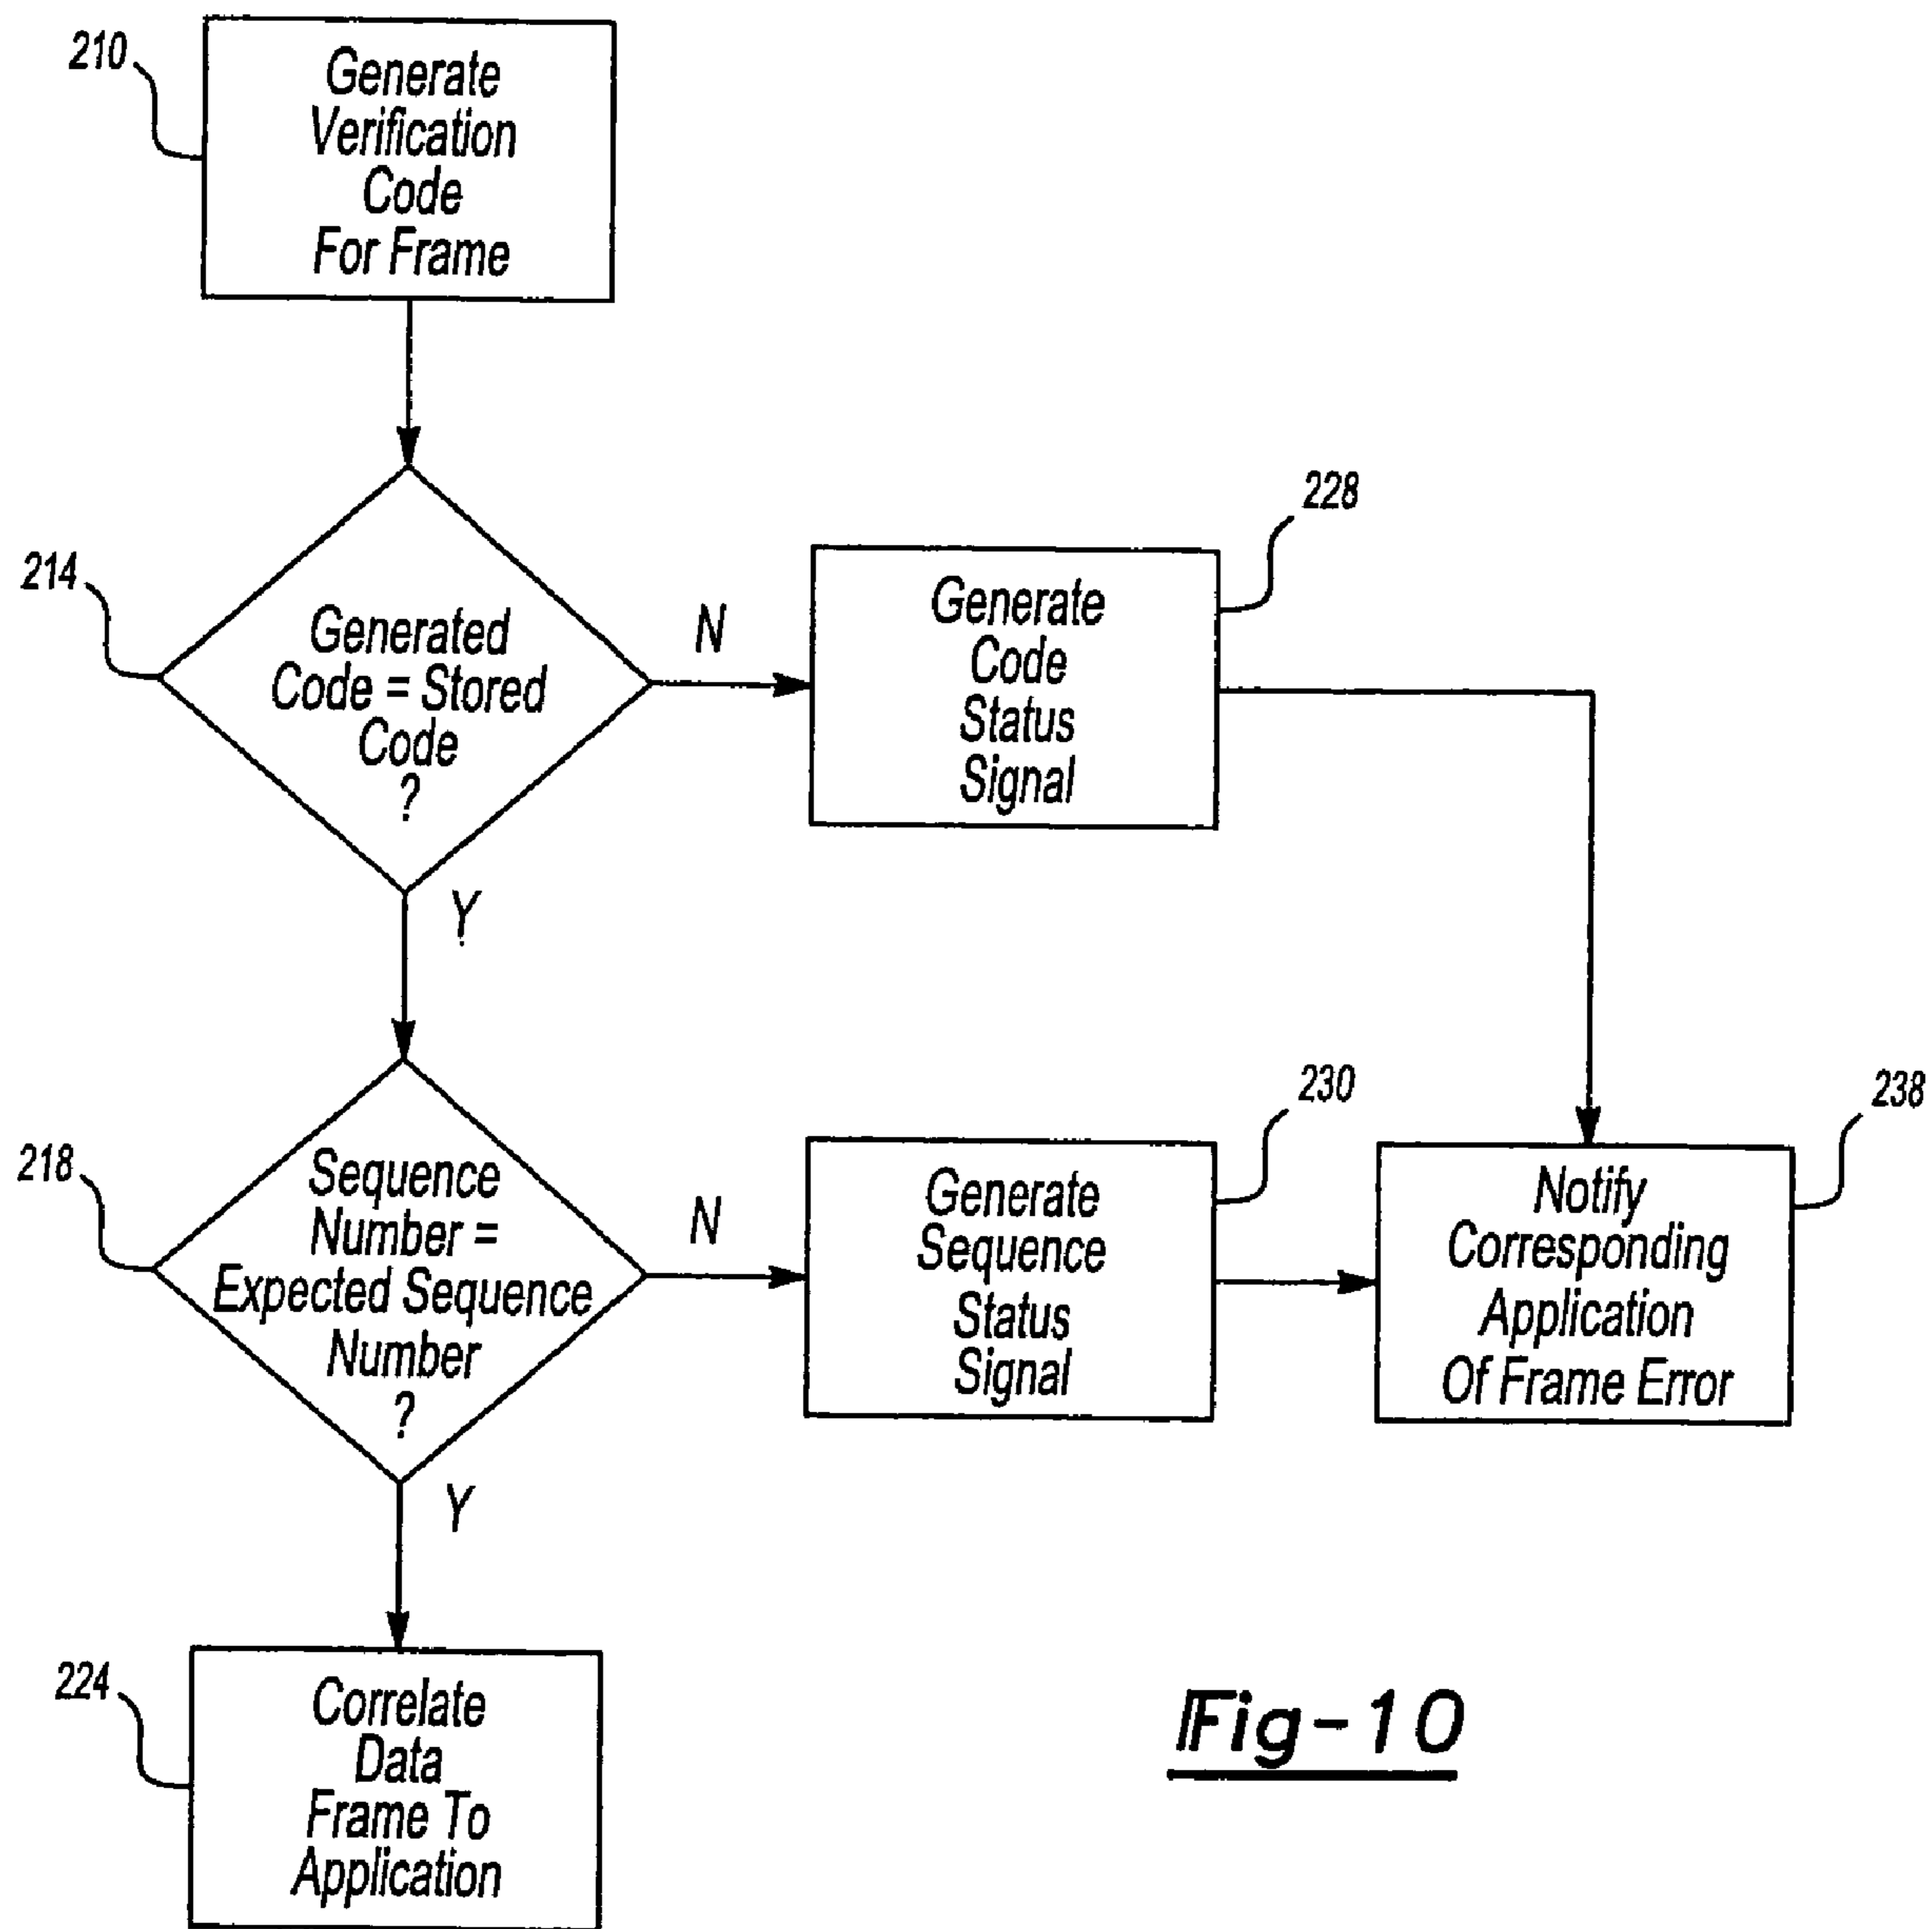 210
Generate
Verification
Code
For Frame
214
Generated
Code = Stored
Code
?
N
Y
228
Generate
Code
Status
Signal
218
Sequence
Number =
Expected Sequence
Number
?
N
Y
230
Generate
Sequence
Status
Signal
238
Notify
Corresponding
Application
Of Frame Error
224
Correlate
Data
Frame To
Application
Fig-10